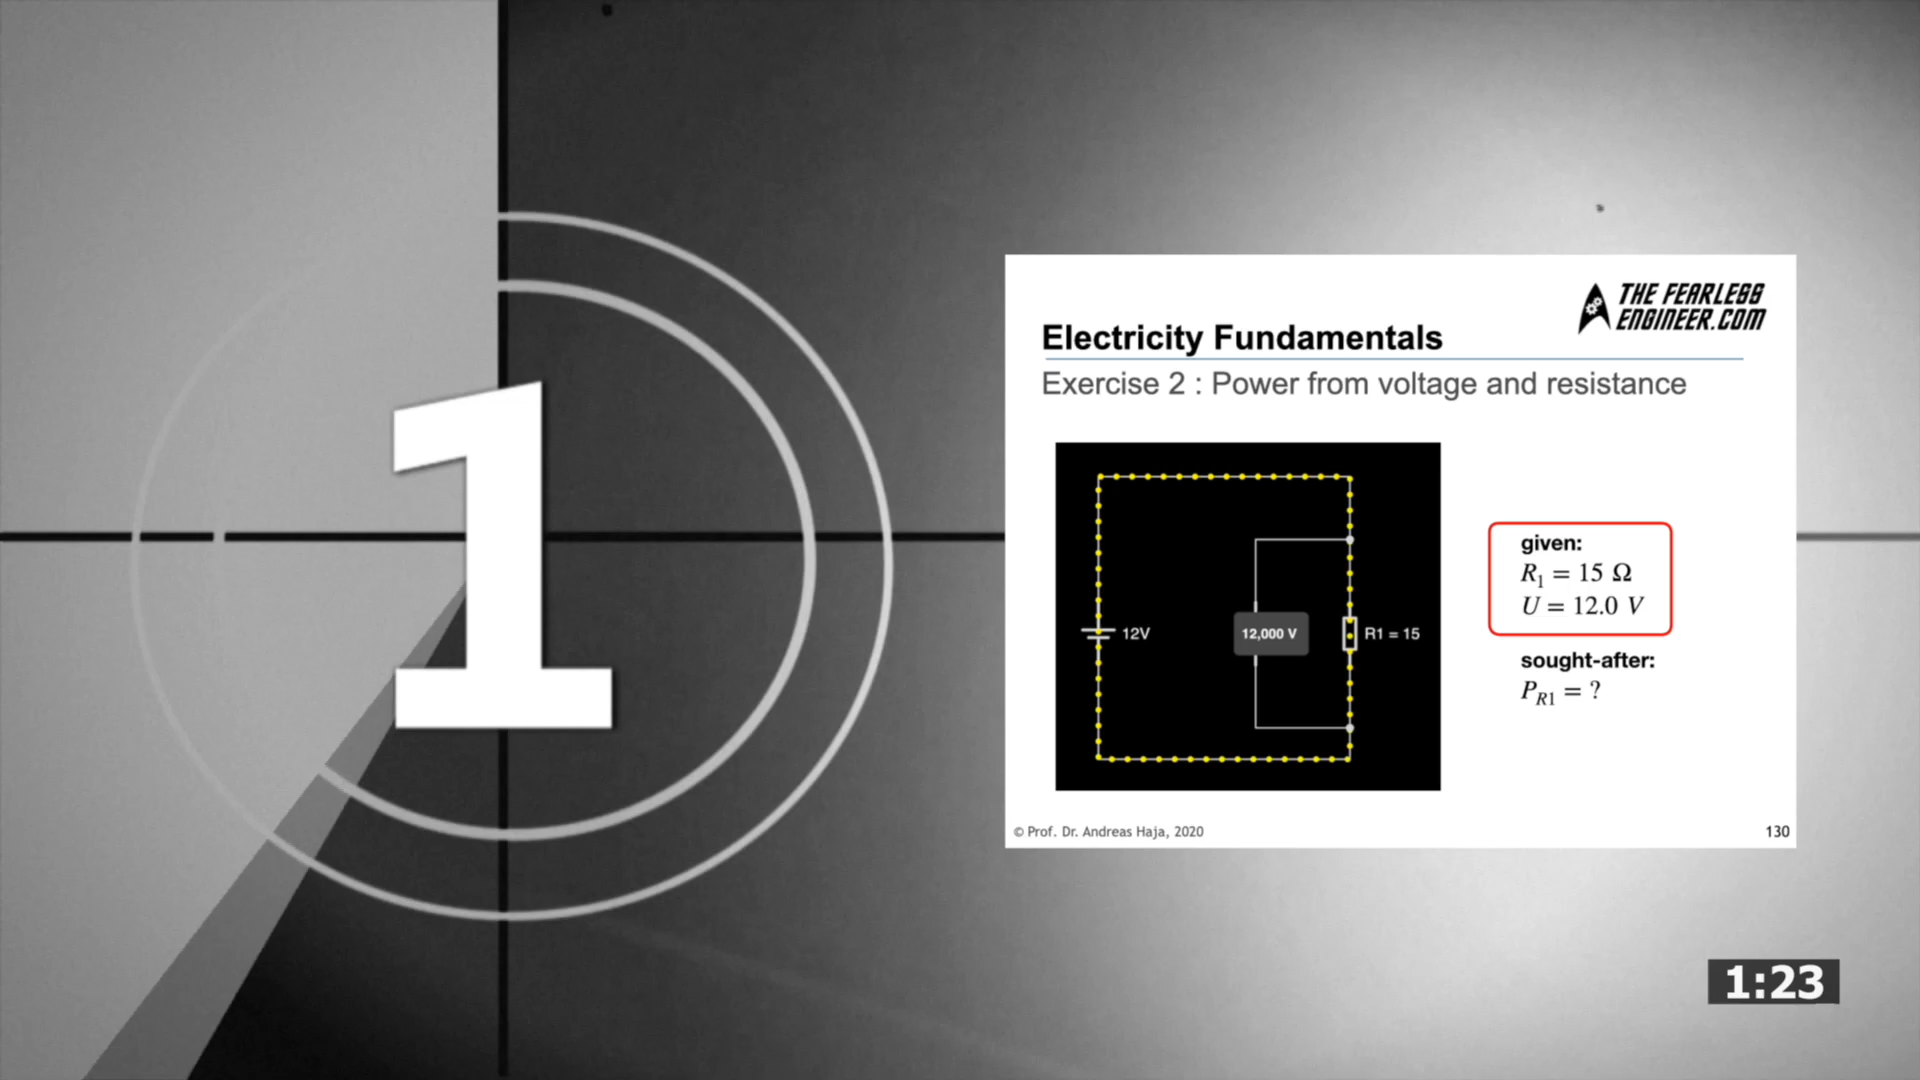 1
THE FEARLESS
ENGINEER.COM
Electricity Fundamentals
Exercise 2 : Power from voltage and resistance
given:
R₁ = 15 Ω
U = 12.0 V
12V
12,000 V
R1 = 15
sought-after:
P_R1 = ?
© Prof. Dr. Andreas Haja, 2020
130
1:23